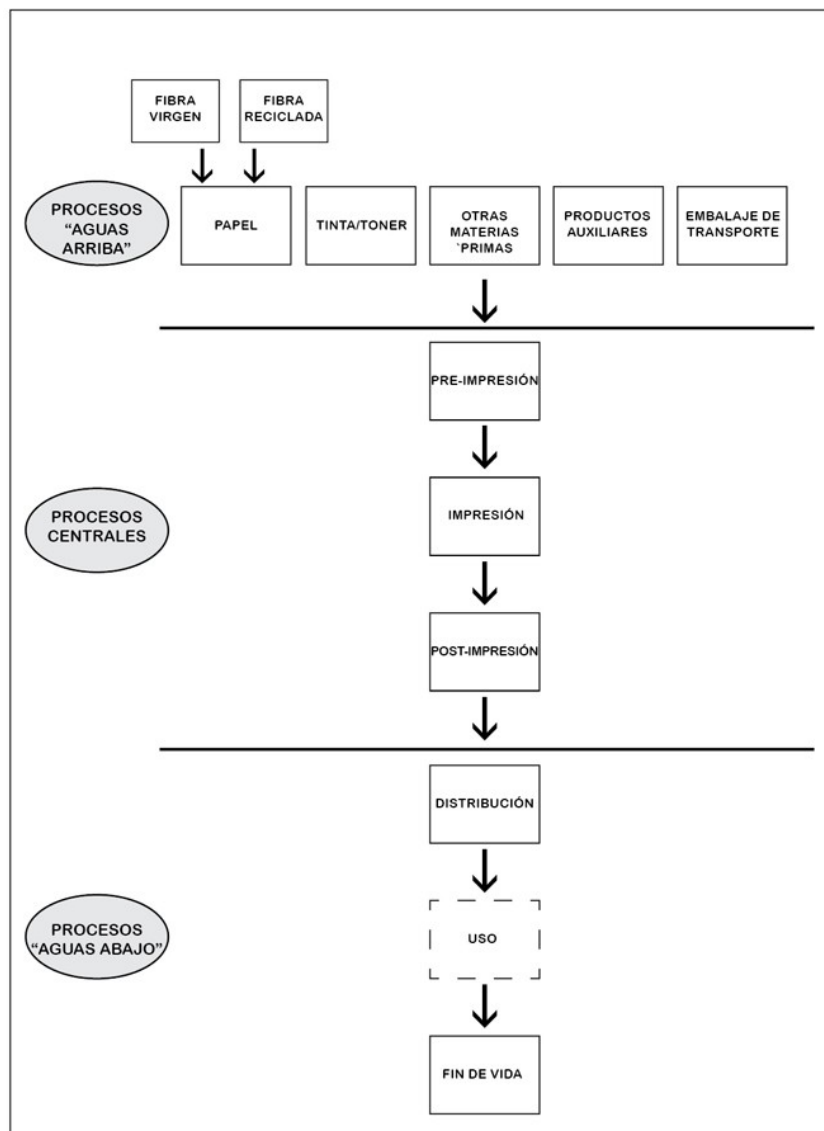 FIBRA
VIRGEN
FIBRA
RECICLADA
PROCESOS
“AGUAS
ARRIBA”
PAPEL
TINTA/TONER
OTRAS
MATERIAS
`PRIMAS
PRODUCTOS
AUXILIARES
EMBALAJE DE
TRANSPORTE
PRE-IMPRESIÓN
PROCESOS
CENTRALES
IMPRESIÓN
POST-IMPRESIÓN
DISTRIBUCIÓN
PROCESOS
“AGUAS ABAJO”
USO
FIN DE VIDA